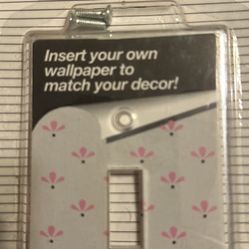 Insert your own
wallpaper to
match your decor!